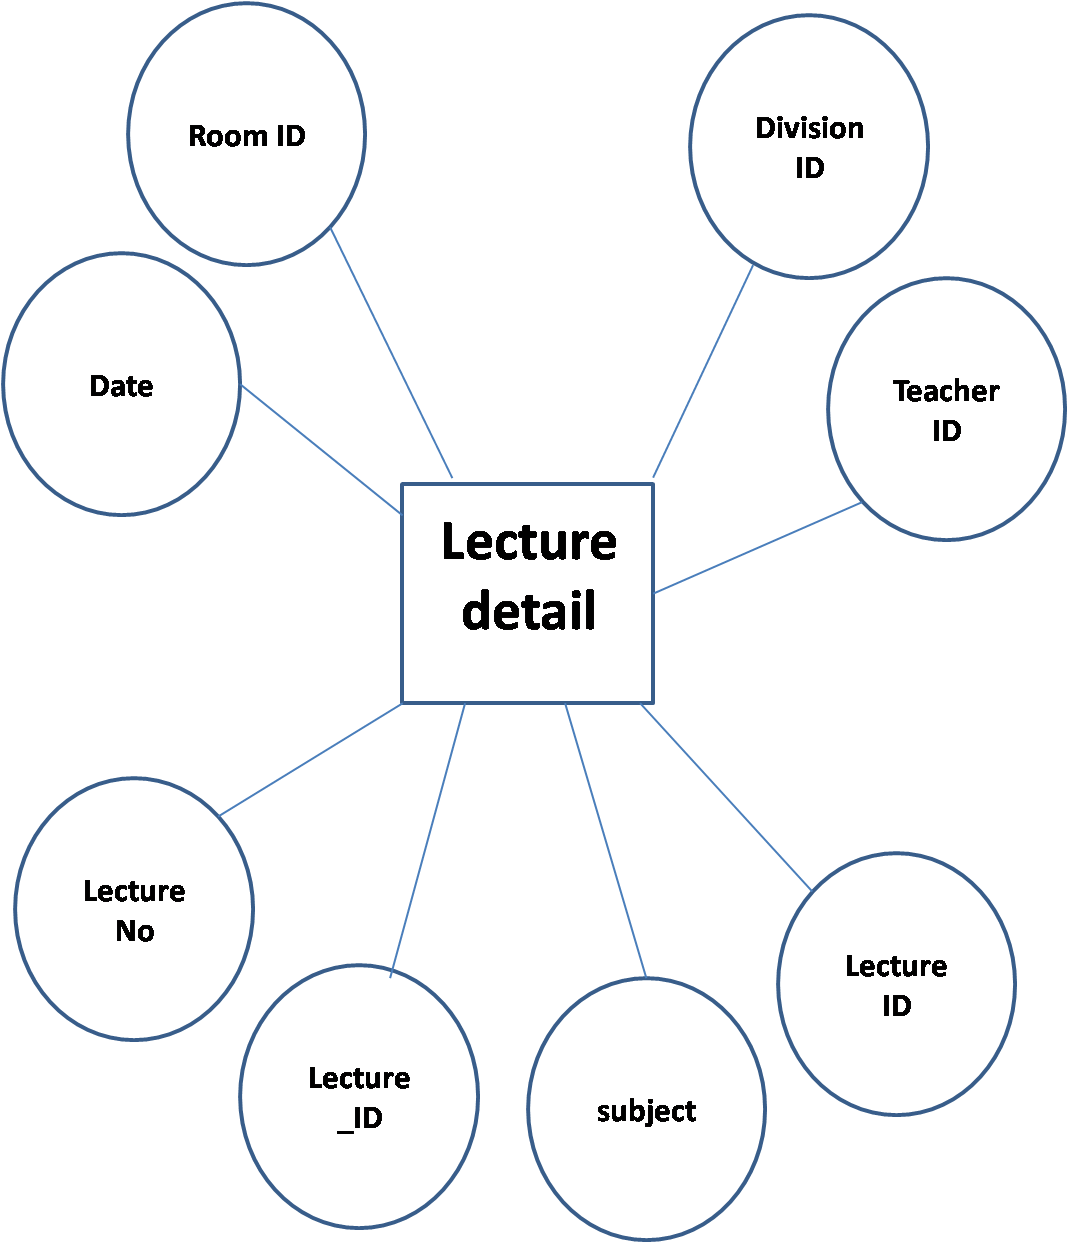 Room ID
Division
ID
Date
Teacher
ID
Lecture
detail
Lecture
No
Lecture
_ID
subject
Lecture
ID